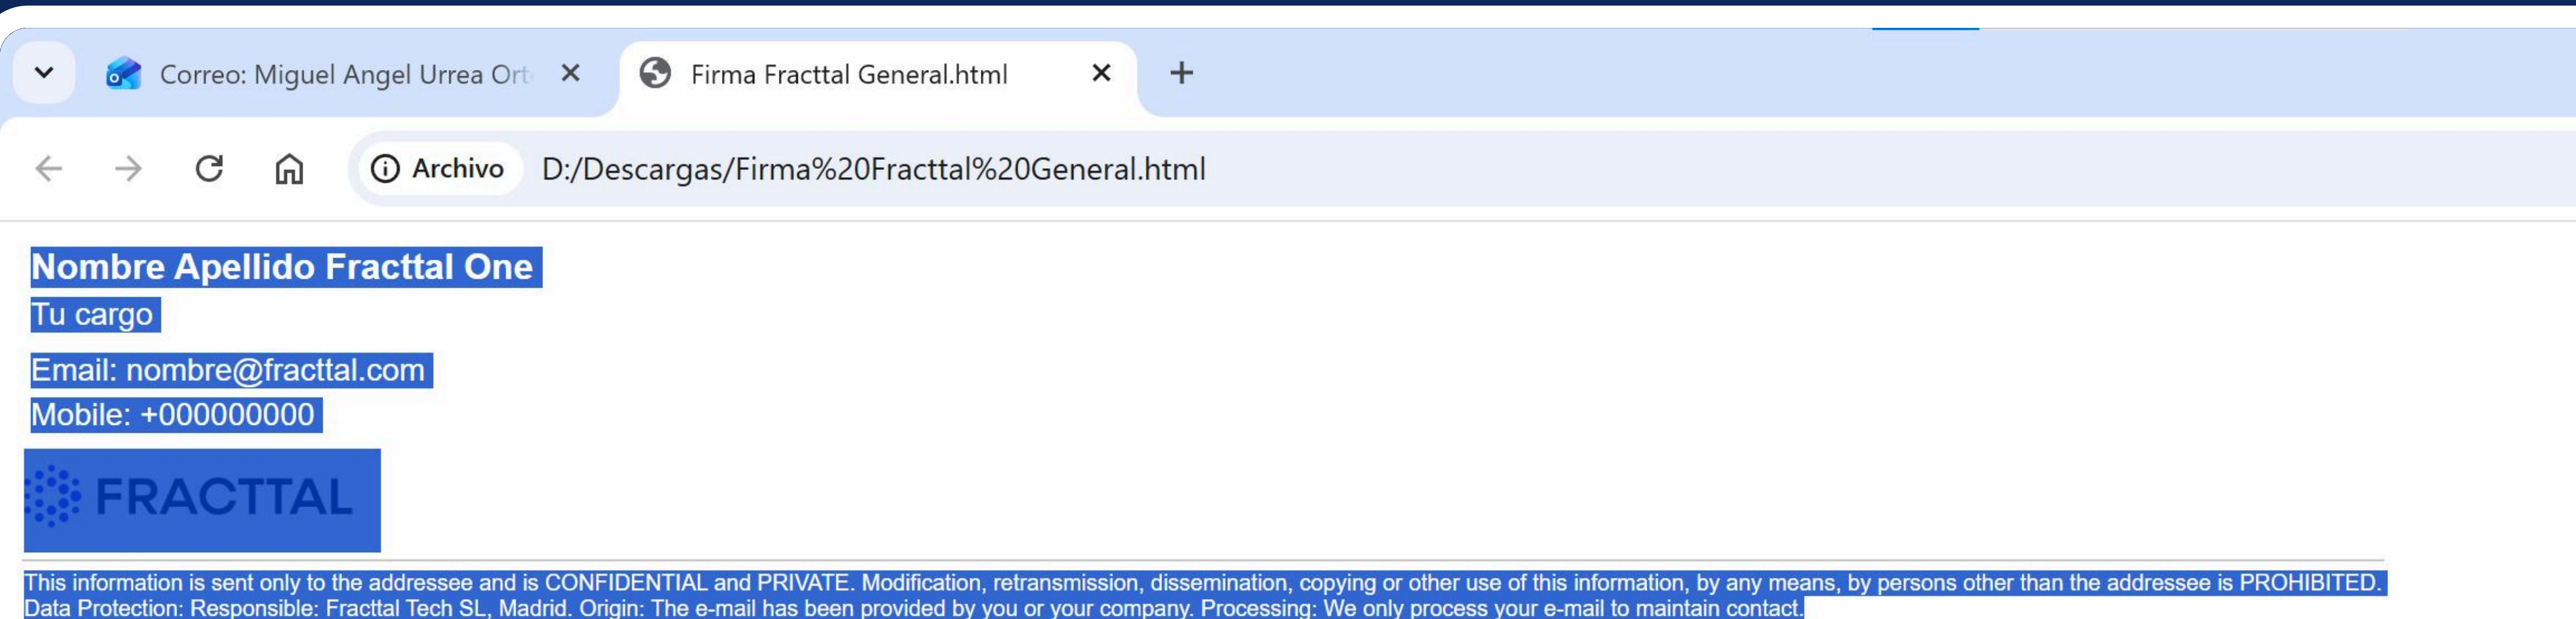 Correo: Miguel Angel Urrea Ort
Firma Fracttal General.html
Archivo D:/Descargas/Firma%20Fracttal%20General.html
Nombre Apellido Fracttal One
Tu cargo
Email: nombre@fracttal.com
Mobile: +000000000
FRACTTAL
This information is sent only to the addressee and is CONFIDENTIAL and PRIVATE. Modification, retransmission, dissemination, copying or other use of this information, by any means, by persons other than the addressee is PROHIBITED.
Data Protection: Responsible: Fracttal Tech SL, Madrid. Origin: The e-mail has been provided by you or your company. Processing: We only process your e-mail to maintain contact.